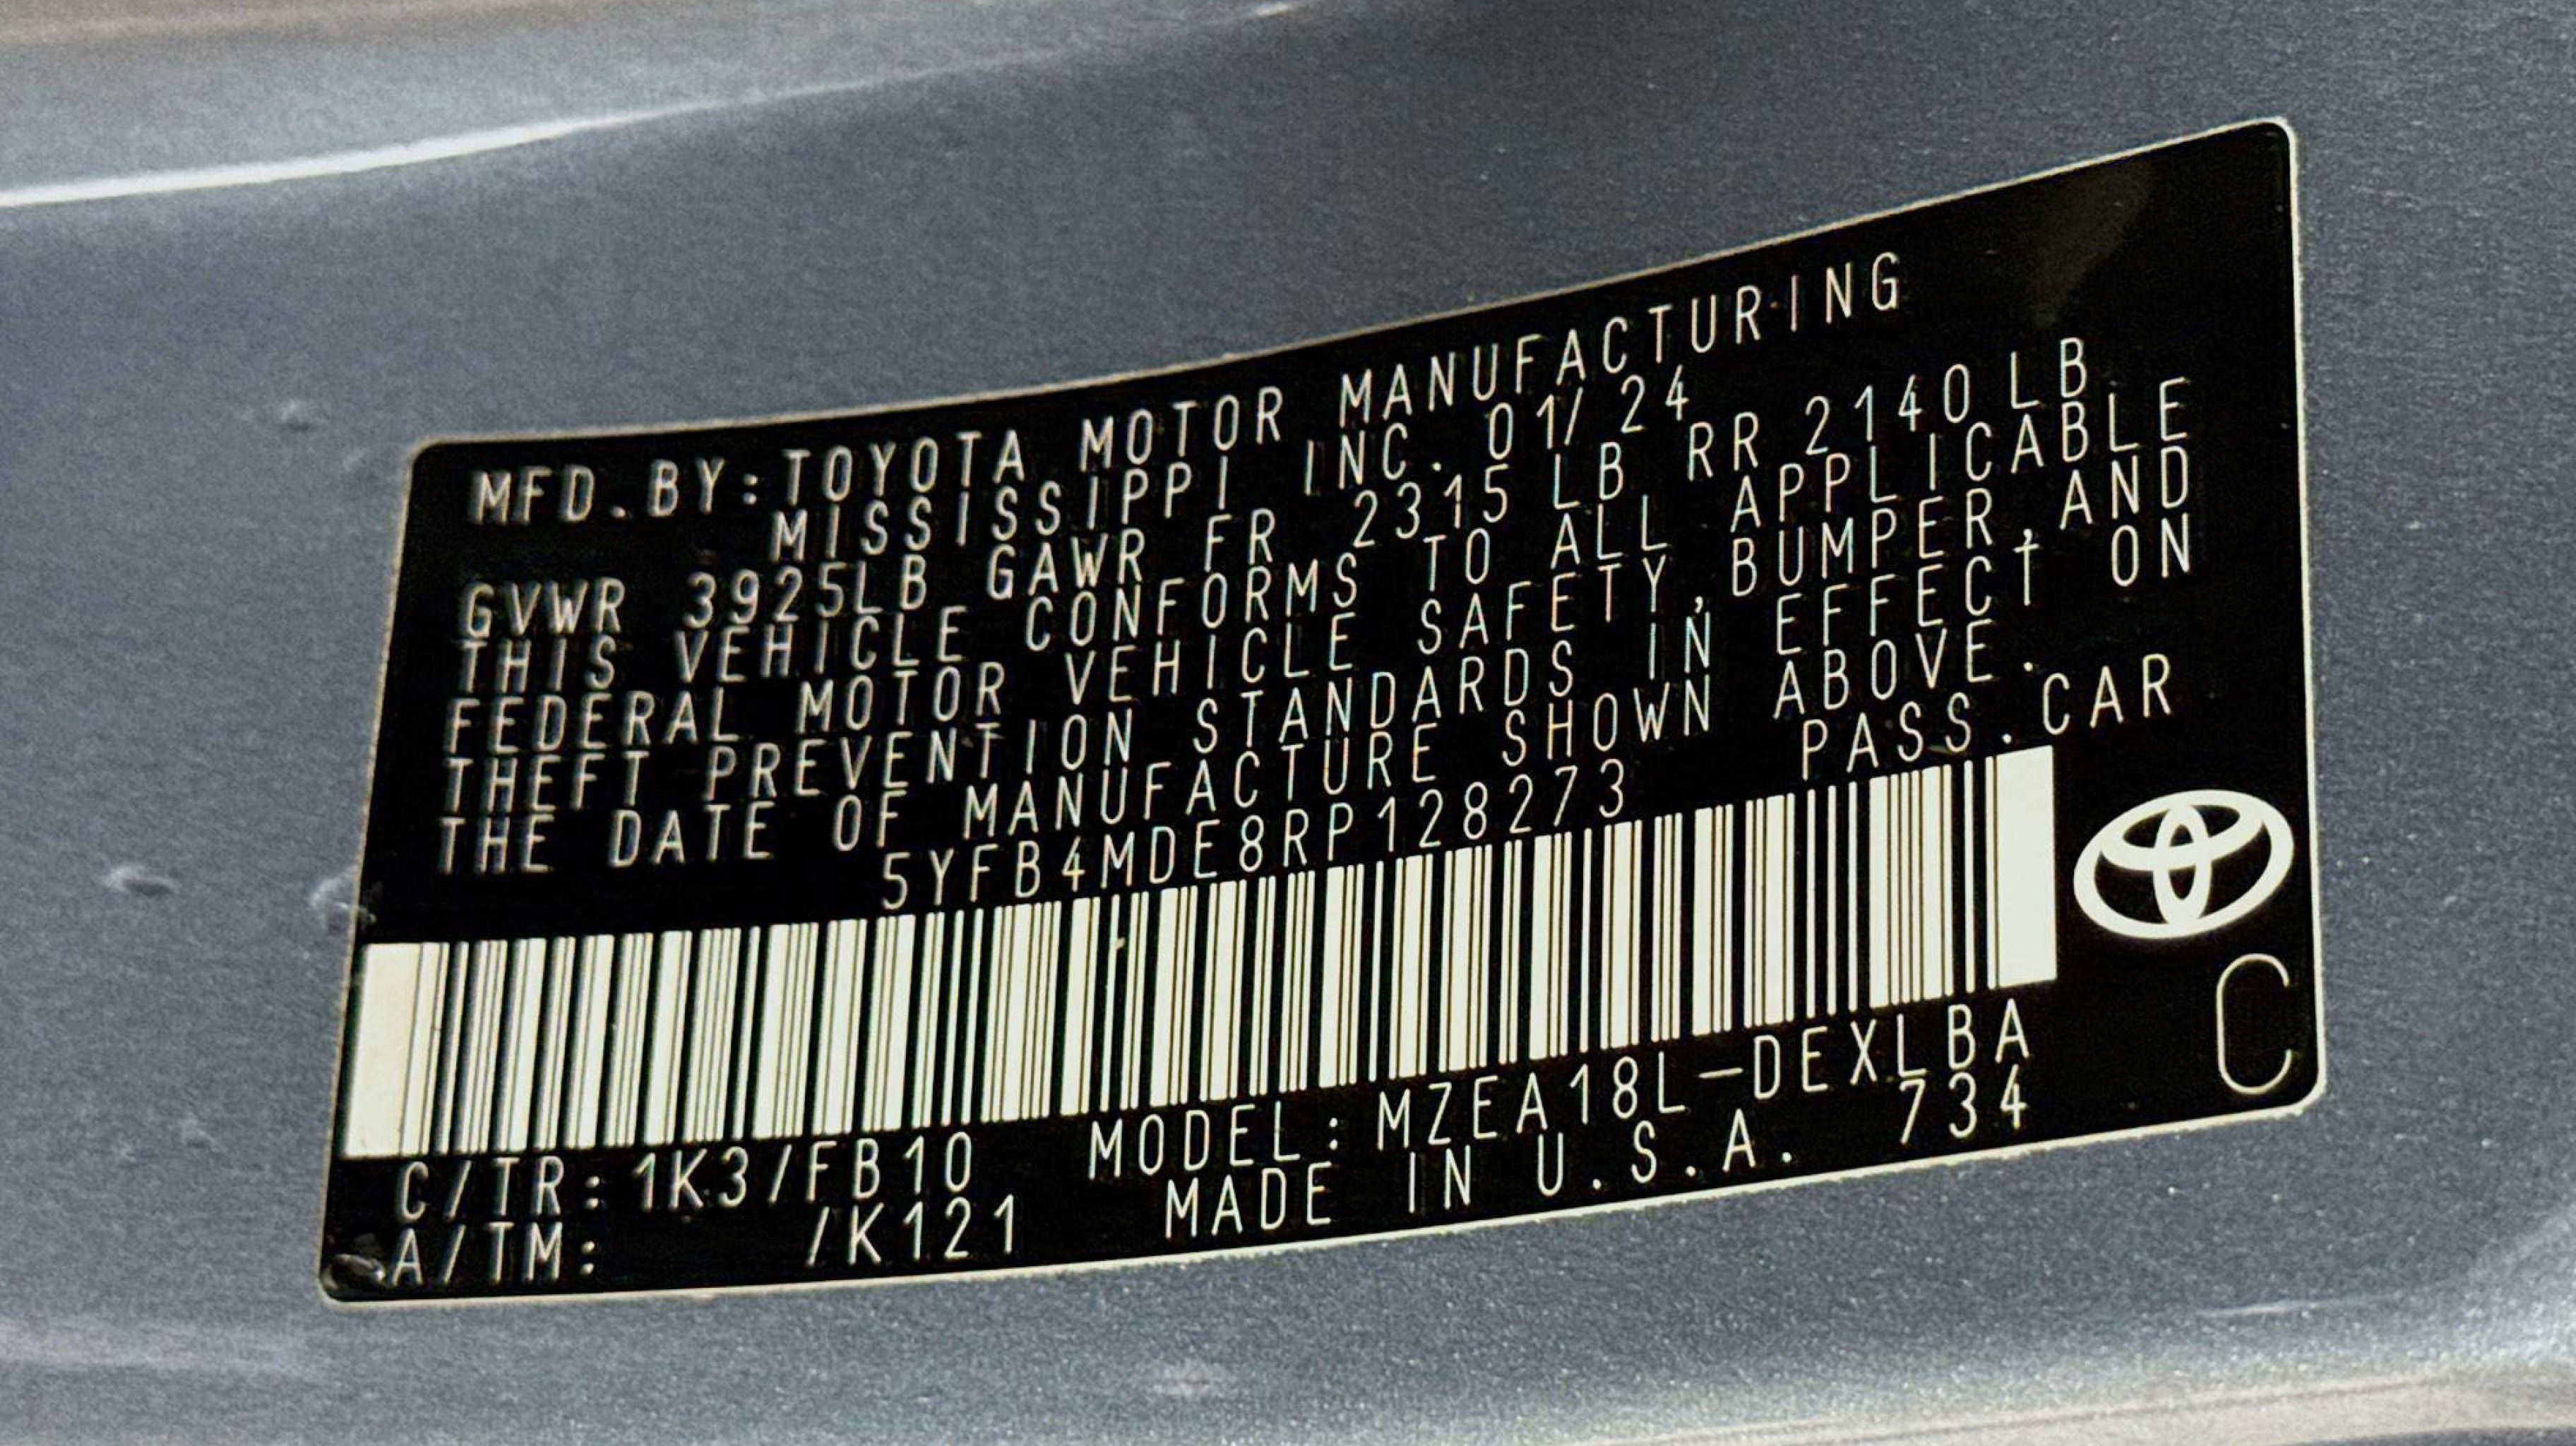 MFD.BY:TOYOTA MOTOR MANUFACTURING
MISSISSIPPI INC. 01/24
GVWR 3925LB GAWR FR 2315 LB RR 2140LB
THIS VEHICLE CONFORMS TO ALL APPLICABLE
FEDERAL MOTOR VEHICLE SAFETY,BUMPER,AND
THEFT PREVENTION STANDARDS IN EFFECT ON
THE DATE OF MANUFACTURE SHOWN ABOVE.
5YFB4MDE8RP128273 PASS.CAR
C/TR:1K3/FB10 MODEL:MZEA18L-DEXLBA
A/TM: /K121 MADE IN U.S.A. 734
C